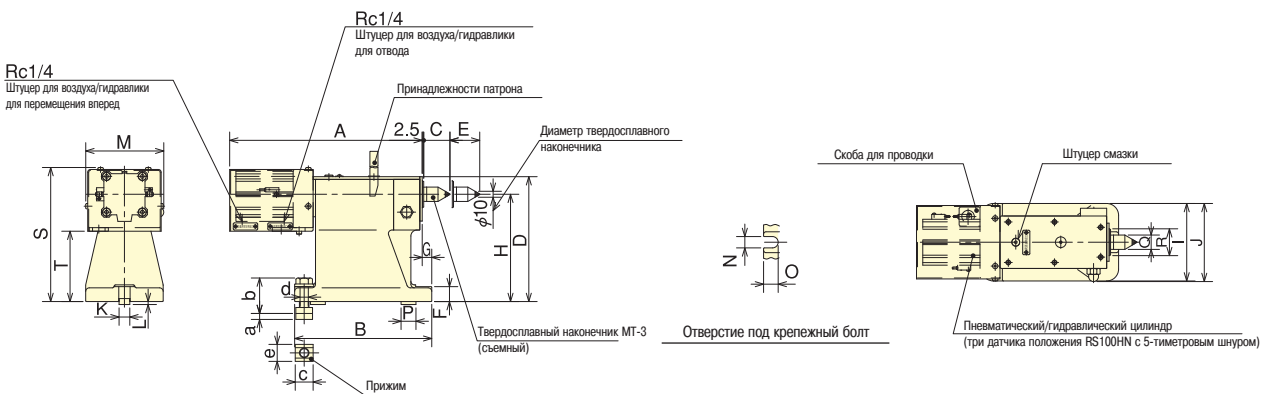 Rc1/4
Штуцер для воздуха/гидравлики
для отвода
Rc1/4
Штуцер для воздуха/гидравлики
для перемещения вперед
Принадлежности патрона
Диаметр твердосплавного
наконечника
M
A
2.5
C
E
S
T
K
L
φ10
G
H
D
b
a
d
B
P
F
e
c
Твердосплавный наконечник МТ-3
(съемный)
Прижим
N
O
Отверстие под крепежный болт
Скоба для проводки
Штуцер смазки
Q
R
I
J
Пневматический/гидравлический цилиндр
(три датчика положения RS100HN с 5-тиметровым шнуром)